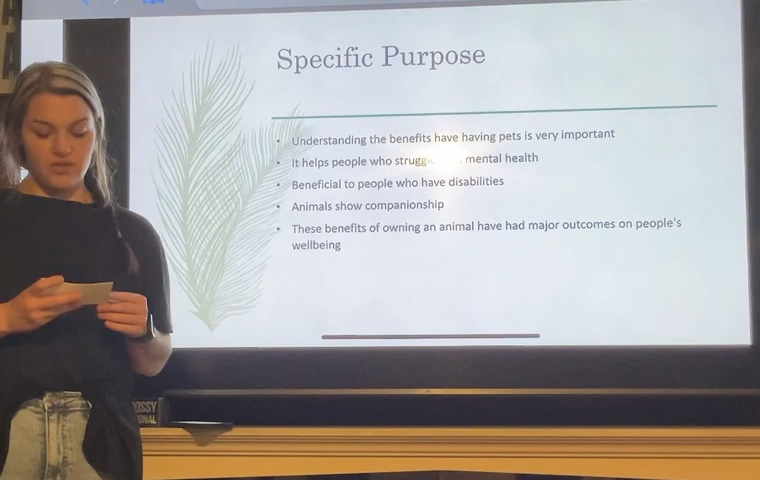 Specific Purpose
• Understanding the benefits have having pets is very important
• It helps people who mental health
• Beneficial to people who have disabilities
• Animals show companionship
• These benefits of owning an animal have had major outcomes on people's
wellbeing